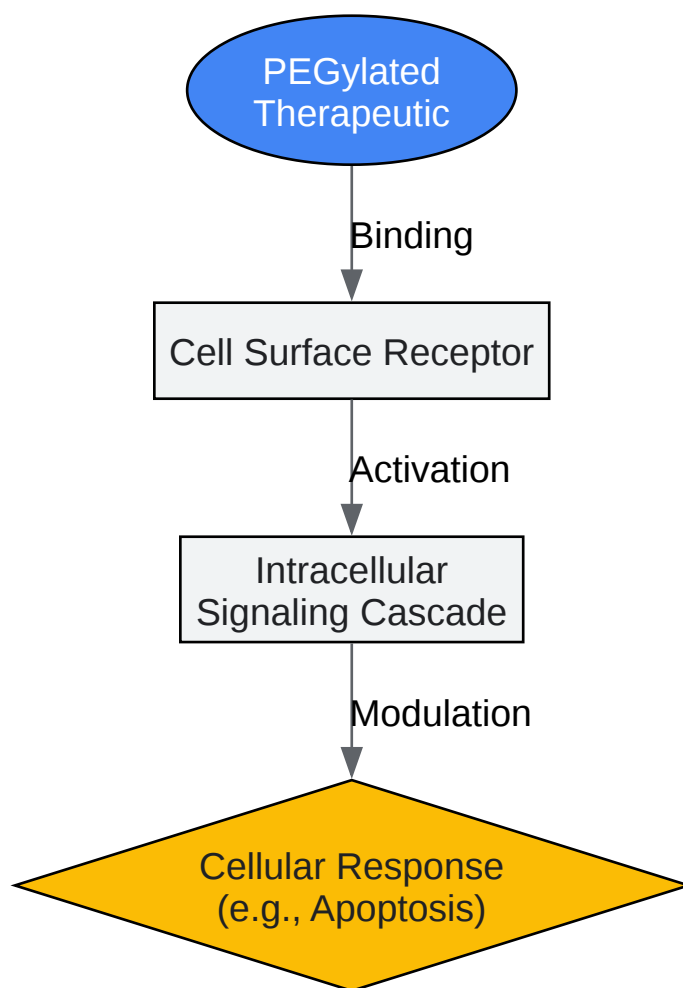 PEGylated
Therapeutic
Binding
Cell Surface Receptor
Activation
Intracellular
Signaling Cascade
Modulation
Cellular Response
(e.g., Apoptosis)